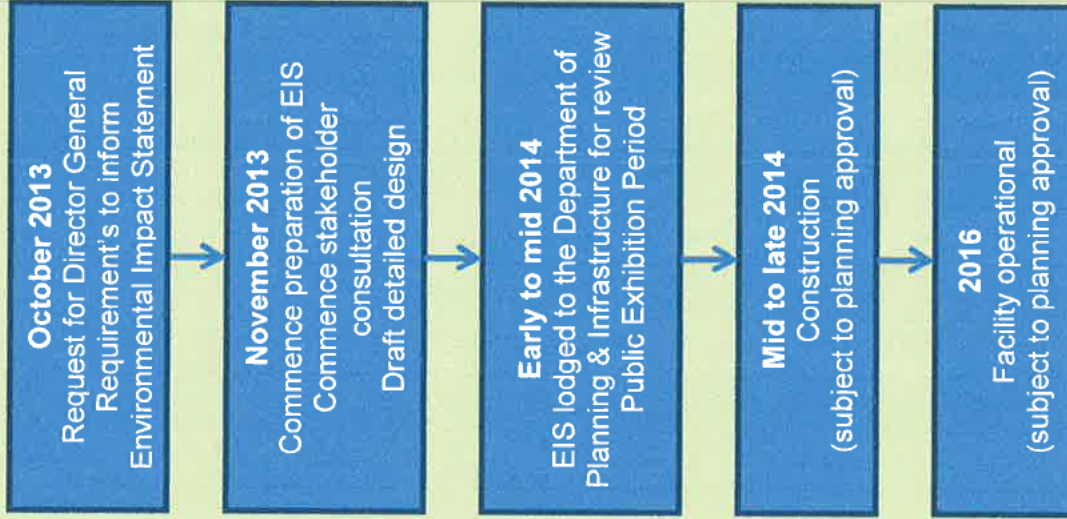 October 2013
Request for Director General
Requirement's to inform
Environmental Impact Statement
November 2013
Commence preparation of EIS
Commence stakeholder
consultation
Draft detailed design
Early to mid 2014
EIS lodged to the Department of
Planning & Infrastructure for review
Public Exhibition Period
Mid to late 2014
Construction
(subject to planning approval)
2016
Facility operational
(subject to planning approval)